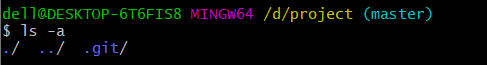 dell@DESKTOP-6T6FIS8 MINGW64 /d/project (master)
$ ls -a
./  ../  .git/